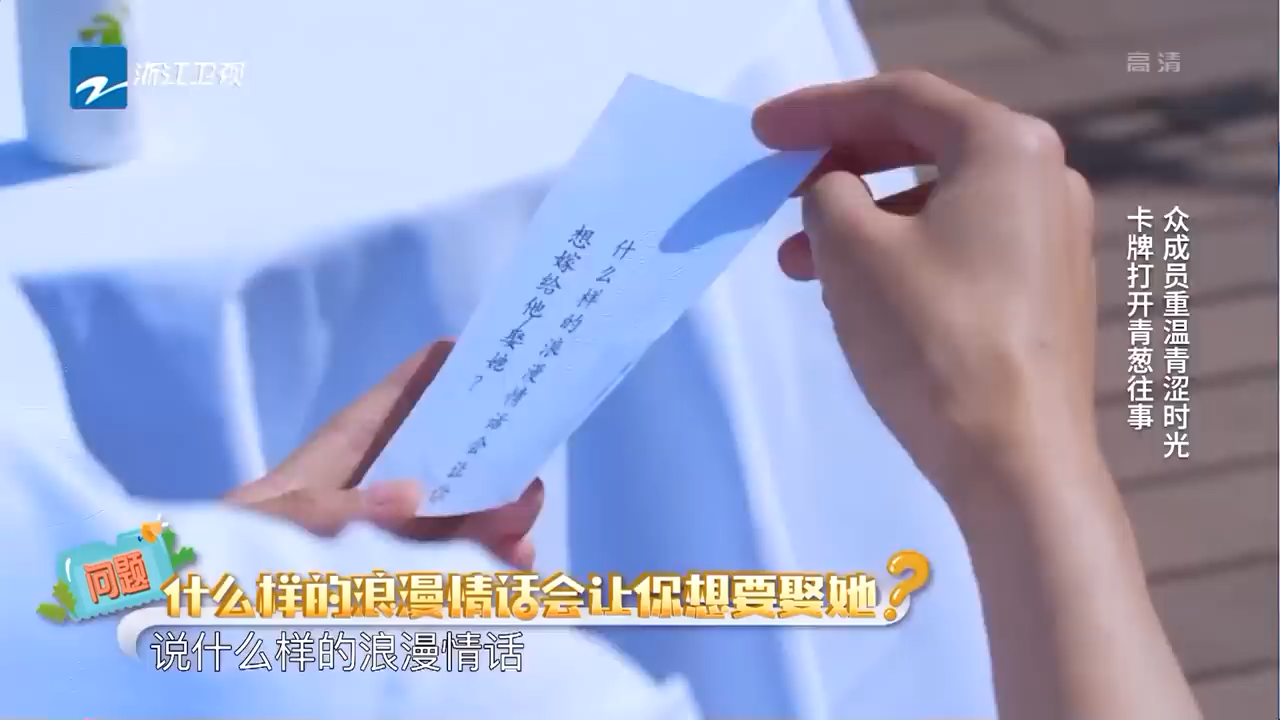 浙江卫视
高清
众成员重温青涩时光
卡牌打开青葱往事
什么样的浪漫情话会让你
想嫁给他/娶她？
问题
什么样的浪漫情话会让你想要娶她？
说什么样的浪漫情话